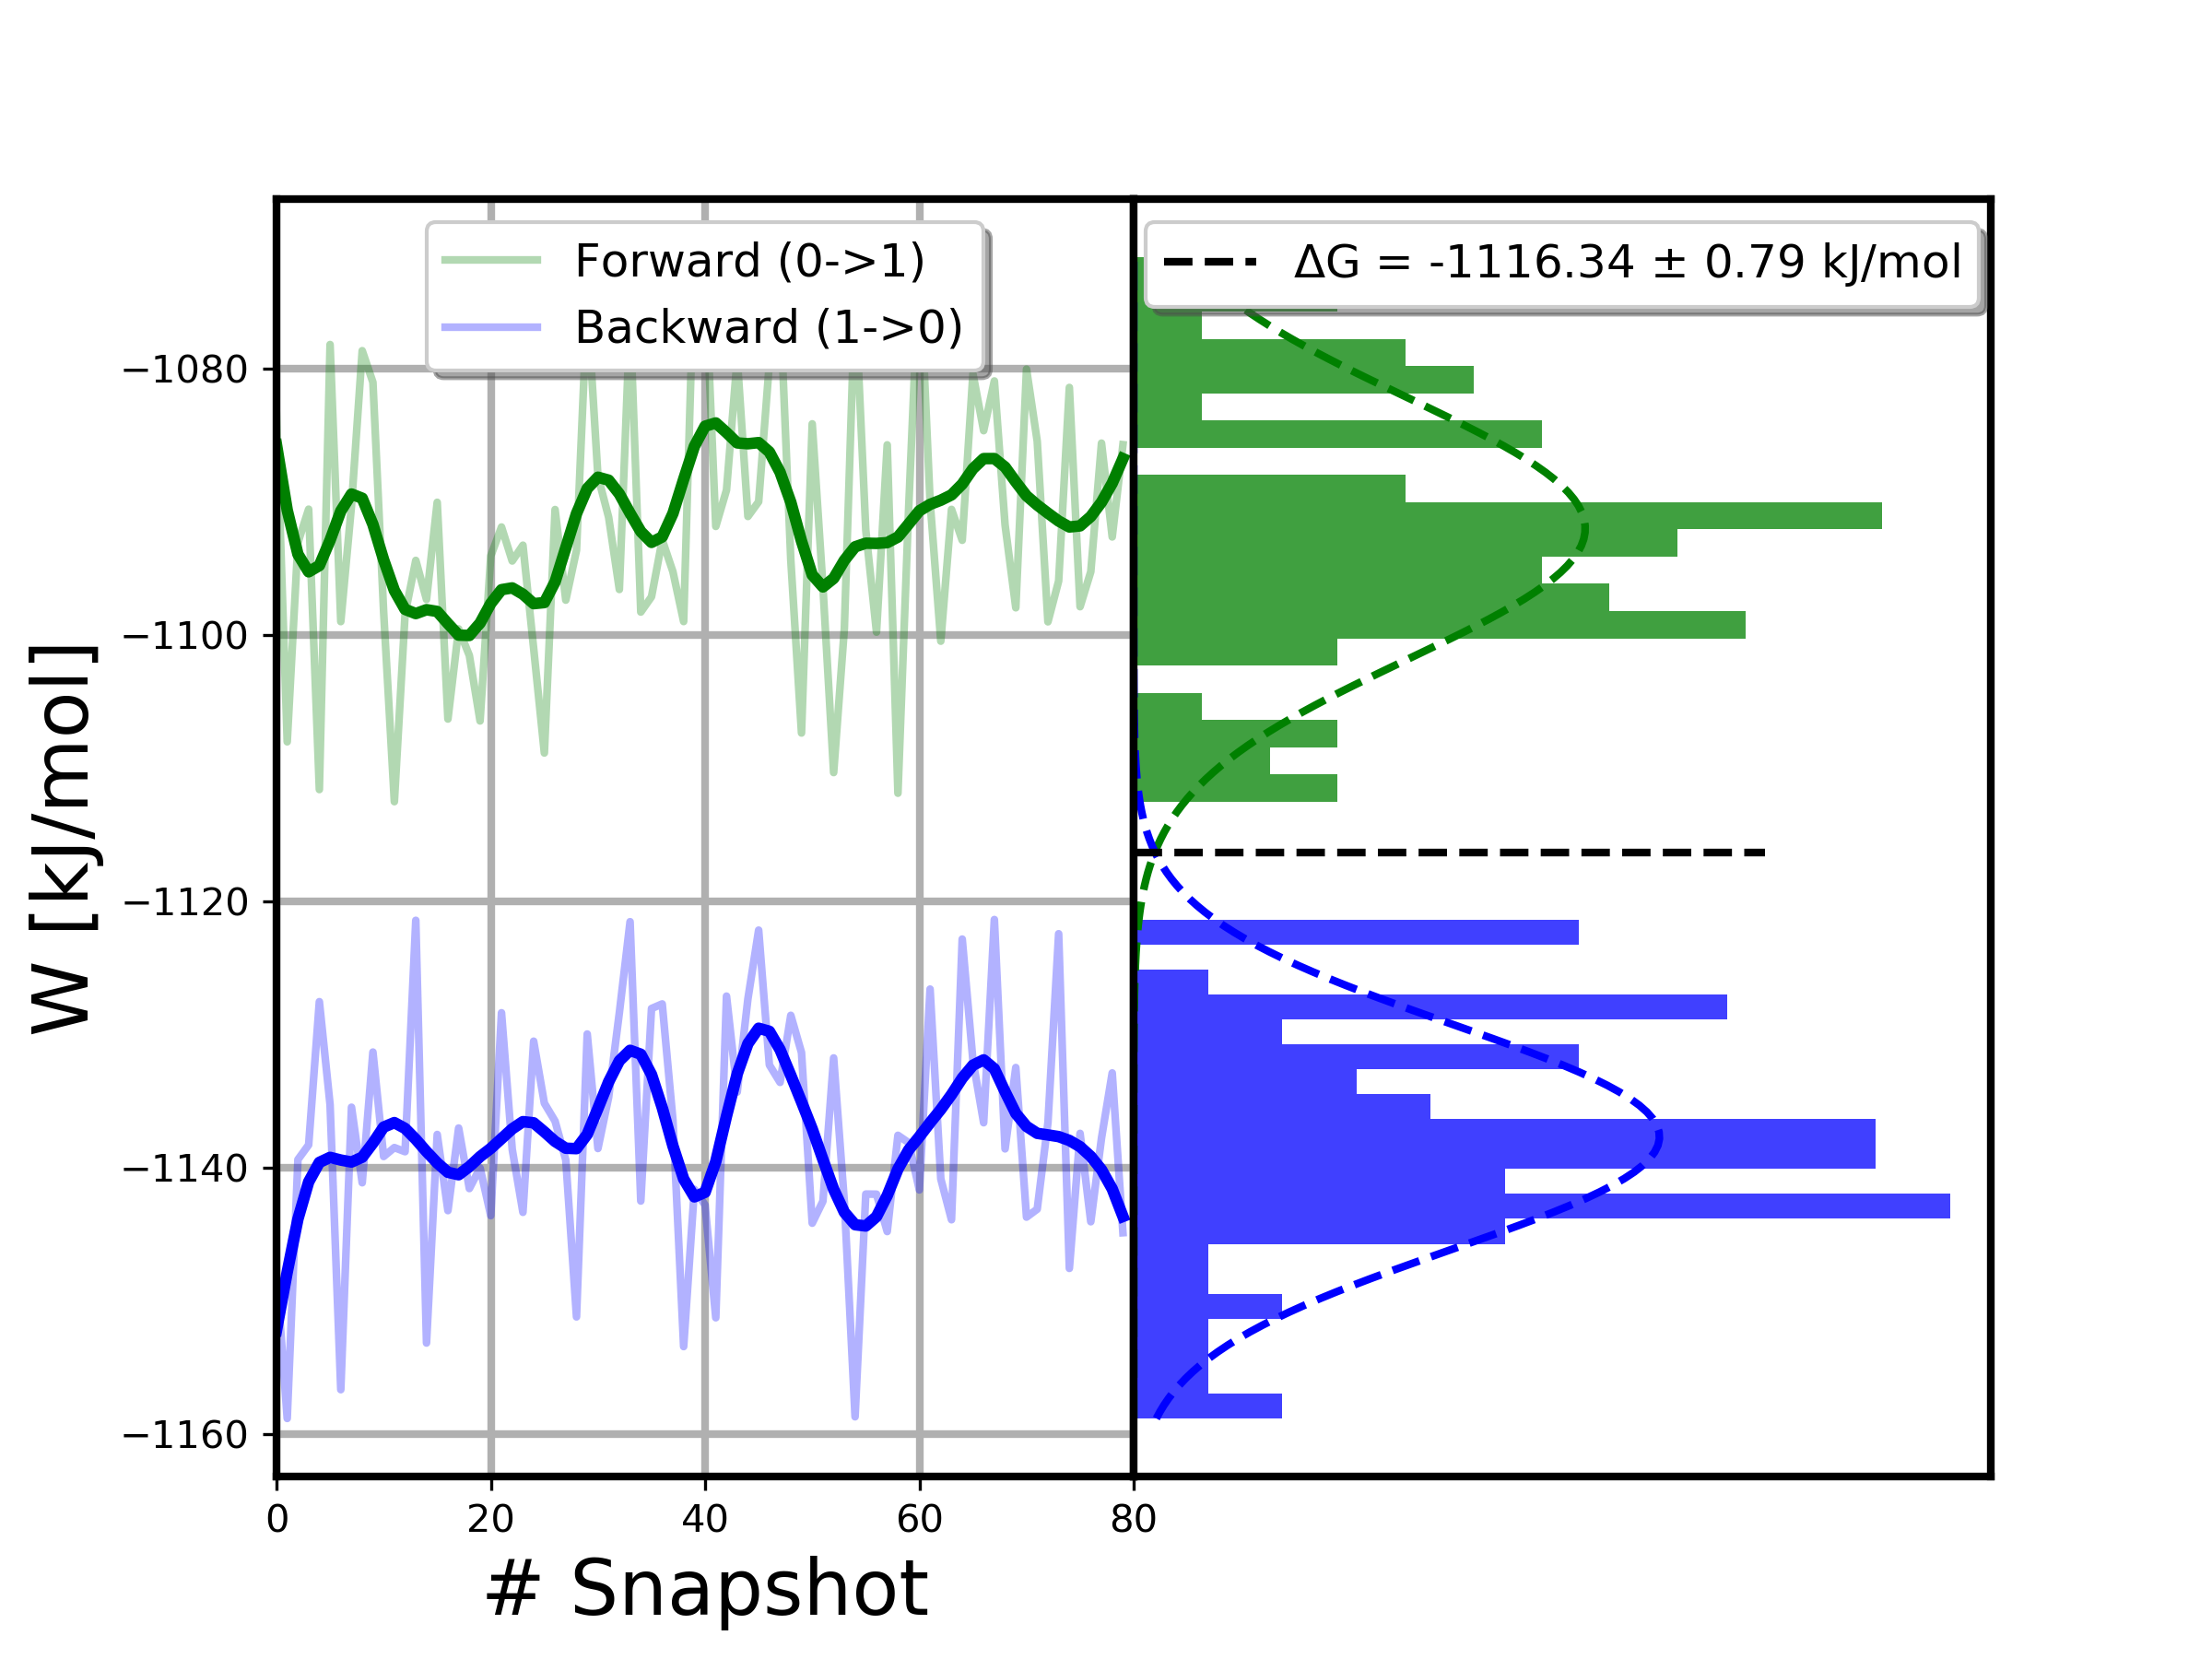 Forward (0->1)
Backward (1->0)
ΔG = -1116.34 ± 0.79 kJ/mol
−1080
−1100
−1120
−1140
−1160
W [kJ/mol]
0 20 40 60 80
# Snapshot